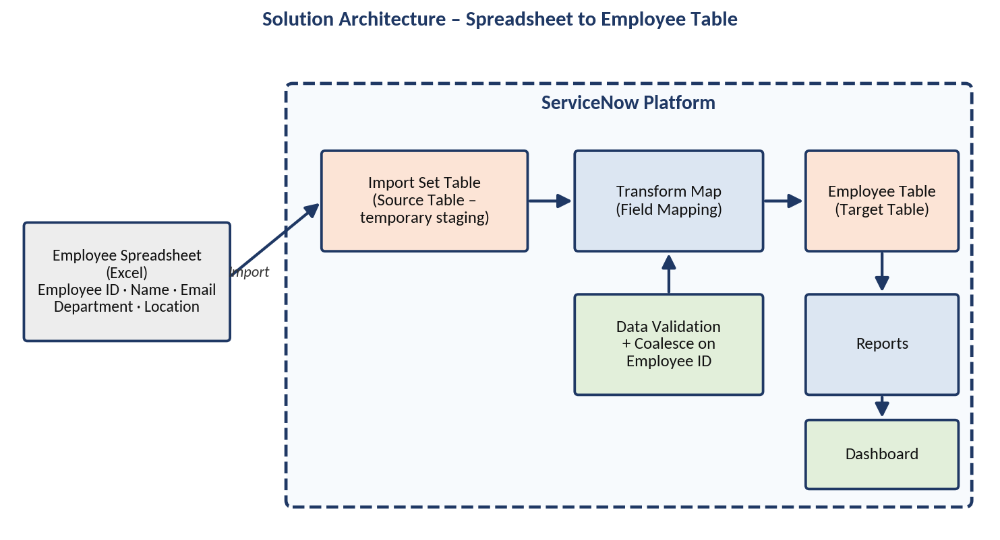 Solution Architecture – Spreadsheet to Employee Table
ServiceNow Platform
Employee Spreadsheet
(Excel)
Employee ID · Name · Email
Department · Location
Import
Import Set Table
(Source Table –
temporary staging)
Transform Map
(Field Mapping)
Employee Table
(Target Table)
Data Validation
+ Coalesce on
Employee ID
Reports
Dashboard